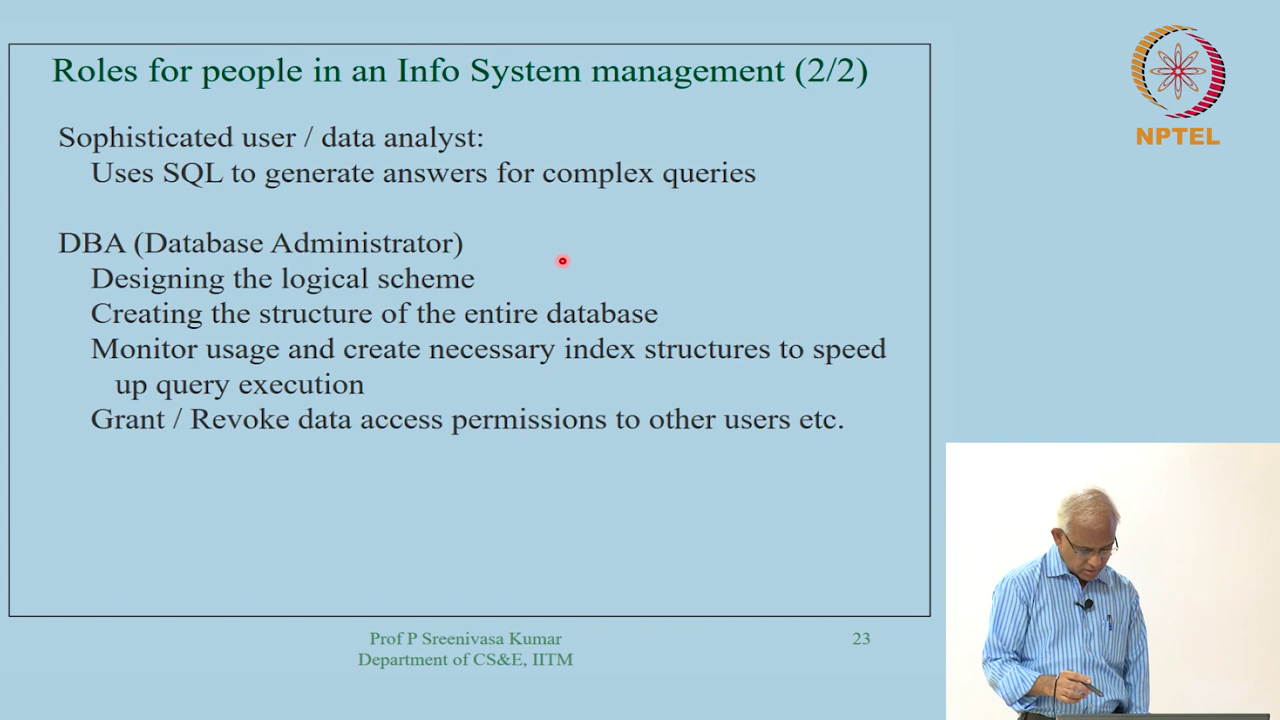 Roles for people in an Info System management (2/2)
Sophisticated user / data analyst:
Uses SQL to generate answers for complex queries
DBA (Database Administrator)
Designing the logical scheme
Creating the structure of the entire database
Monitor usage and create necessary index structures to speed
up query execution
Grant / Revoke data access permissions to other users etc.
Prof P Sreenivasa Kumar
Department of CS&E, IITM
23
NPTEL